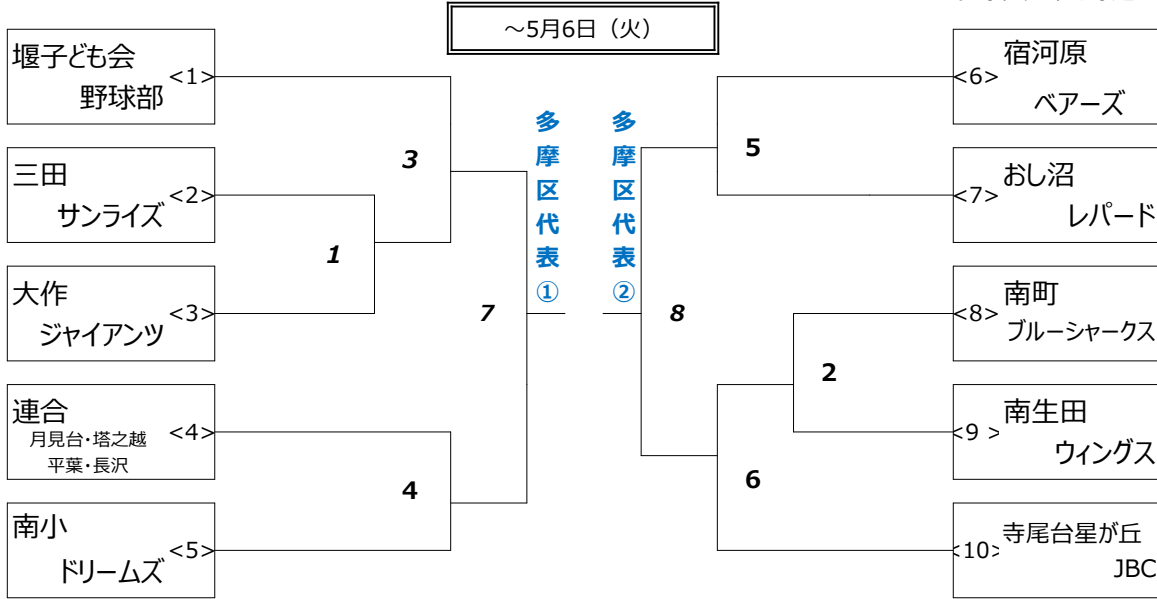 ～5月6日（火）
堰子ども会
野球部
<1>
三田
サンライズ
<2>
大作
ジャイアンツ
<3>
連合
月見台・塔之越
平葉・長沢
<4>
南小
ドリームズ
<5>
3
1
7
4
多摩区代表①
多摩区代表②
5
8
2
6
<6>
宿河原
ベアーズ
<7>
おし沼
レパード
<8>
南町
ブルーシャークス
<9 >
南生田
ウィングス
<10>
寺尾台星が丘
JBC